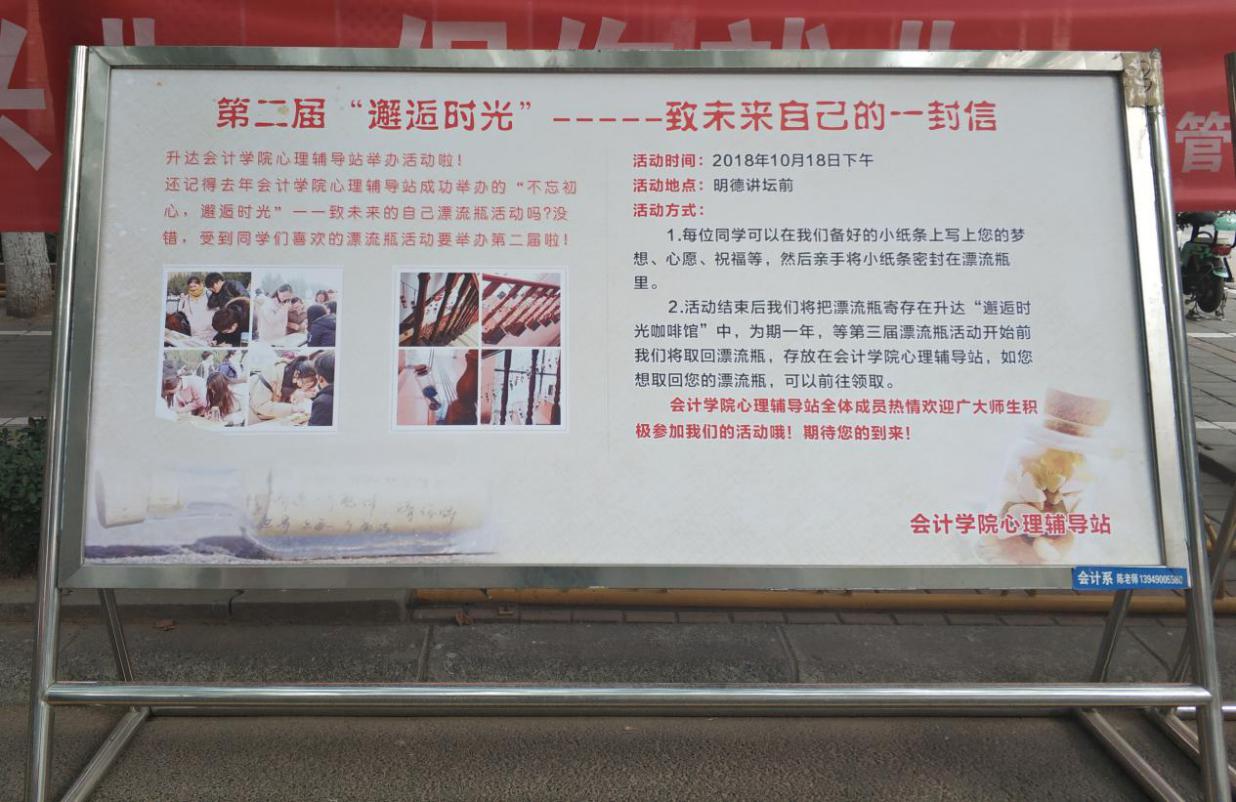 第二届“邂逅时光”-----致未来自己的一封信
升达会计学院心理辅导站举办活动啦！
还记得去年会计学院心理辅导站成功举办的“不忘初
心，邂逅时光”——致未来的自己漂流瓶活动吗?没
错，受到同学们喜欢的漂流瓶活动要举办第二届啦！
活动时间：2018年10月18日下午
活动地点：明德讲坛前
活动方式：
1.每位同学可以在我们备好的小纸条上写上您的梦
想、心愿、祝福等，然后亲手将小纸条密封在漂流瓶
里。
2.活动结束后我们将把漂流瓶寄存在升达“邂逅时
光咖啡馆”中，为期一年，等第三届漂流瓶活动开始前
我们将取回漂流瓶，存放在会计学院心理辅导站，如您
想取回您的漂流瓶，可以前往领取。
会计学院心理辅导站全体成员热情欢迎广大师生积
极参加我们的活动哦！期待您的到来！
会计学院心理辅导站
会计系 陈老师
管